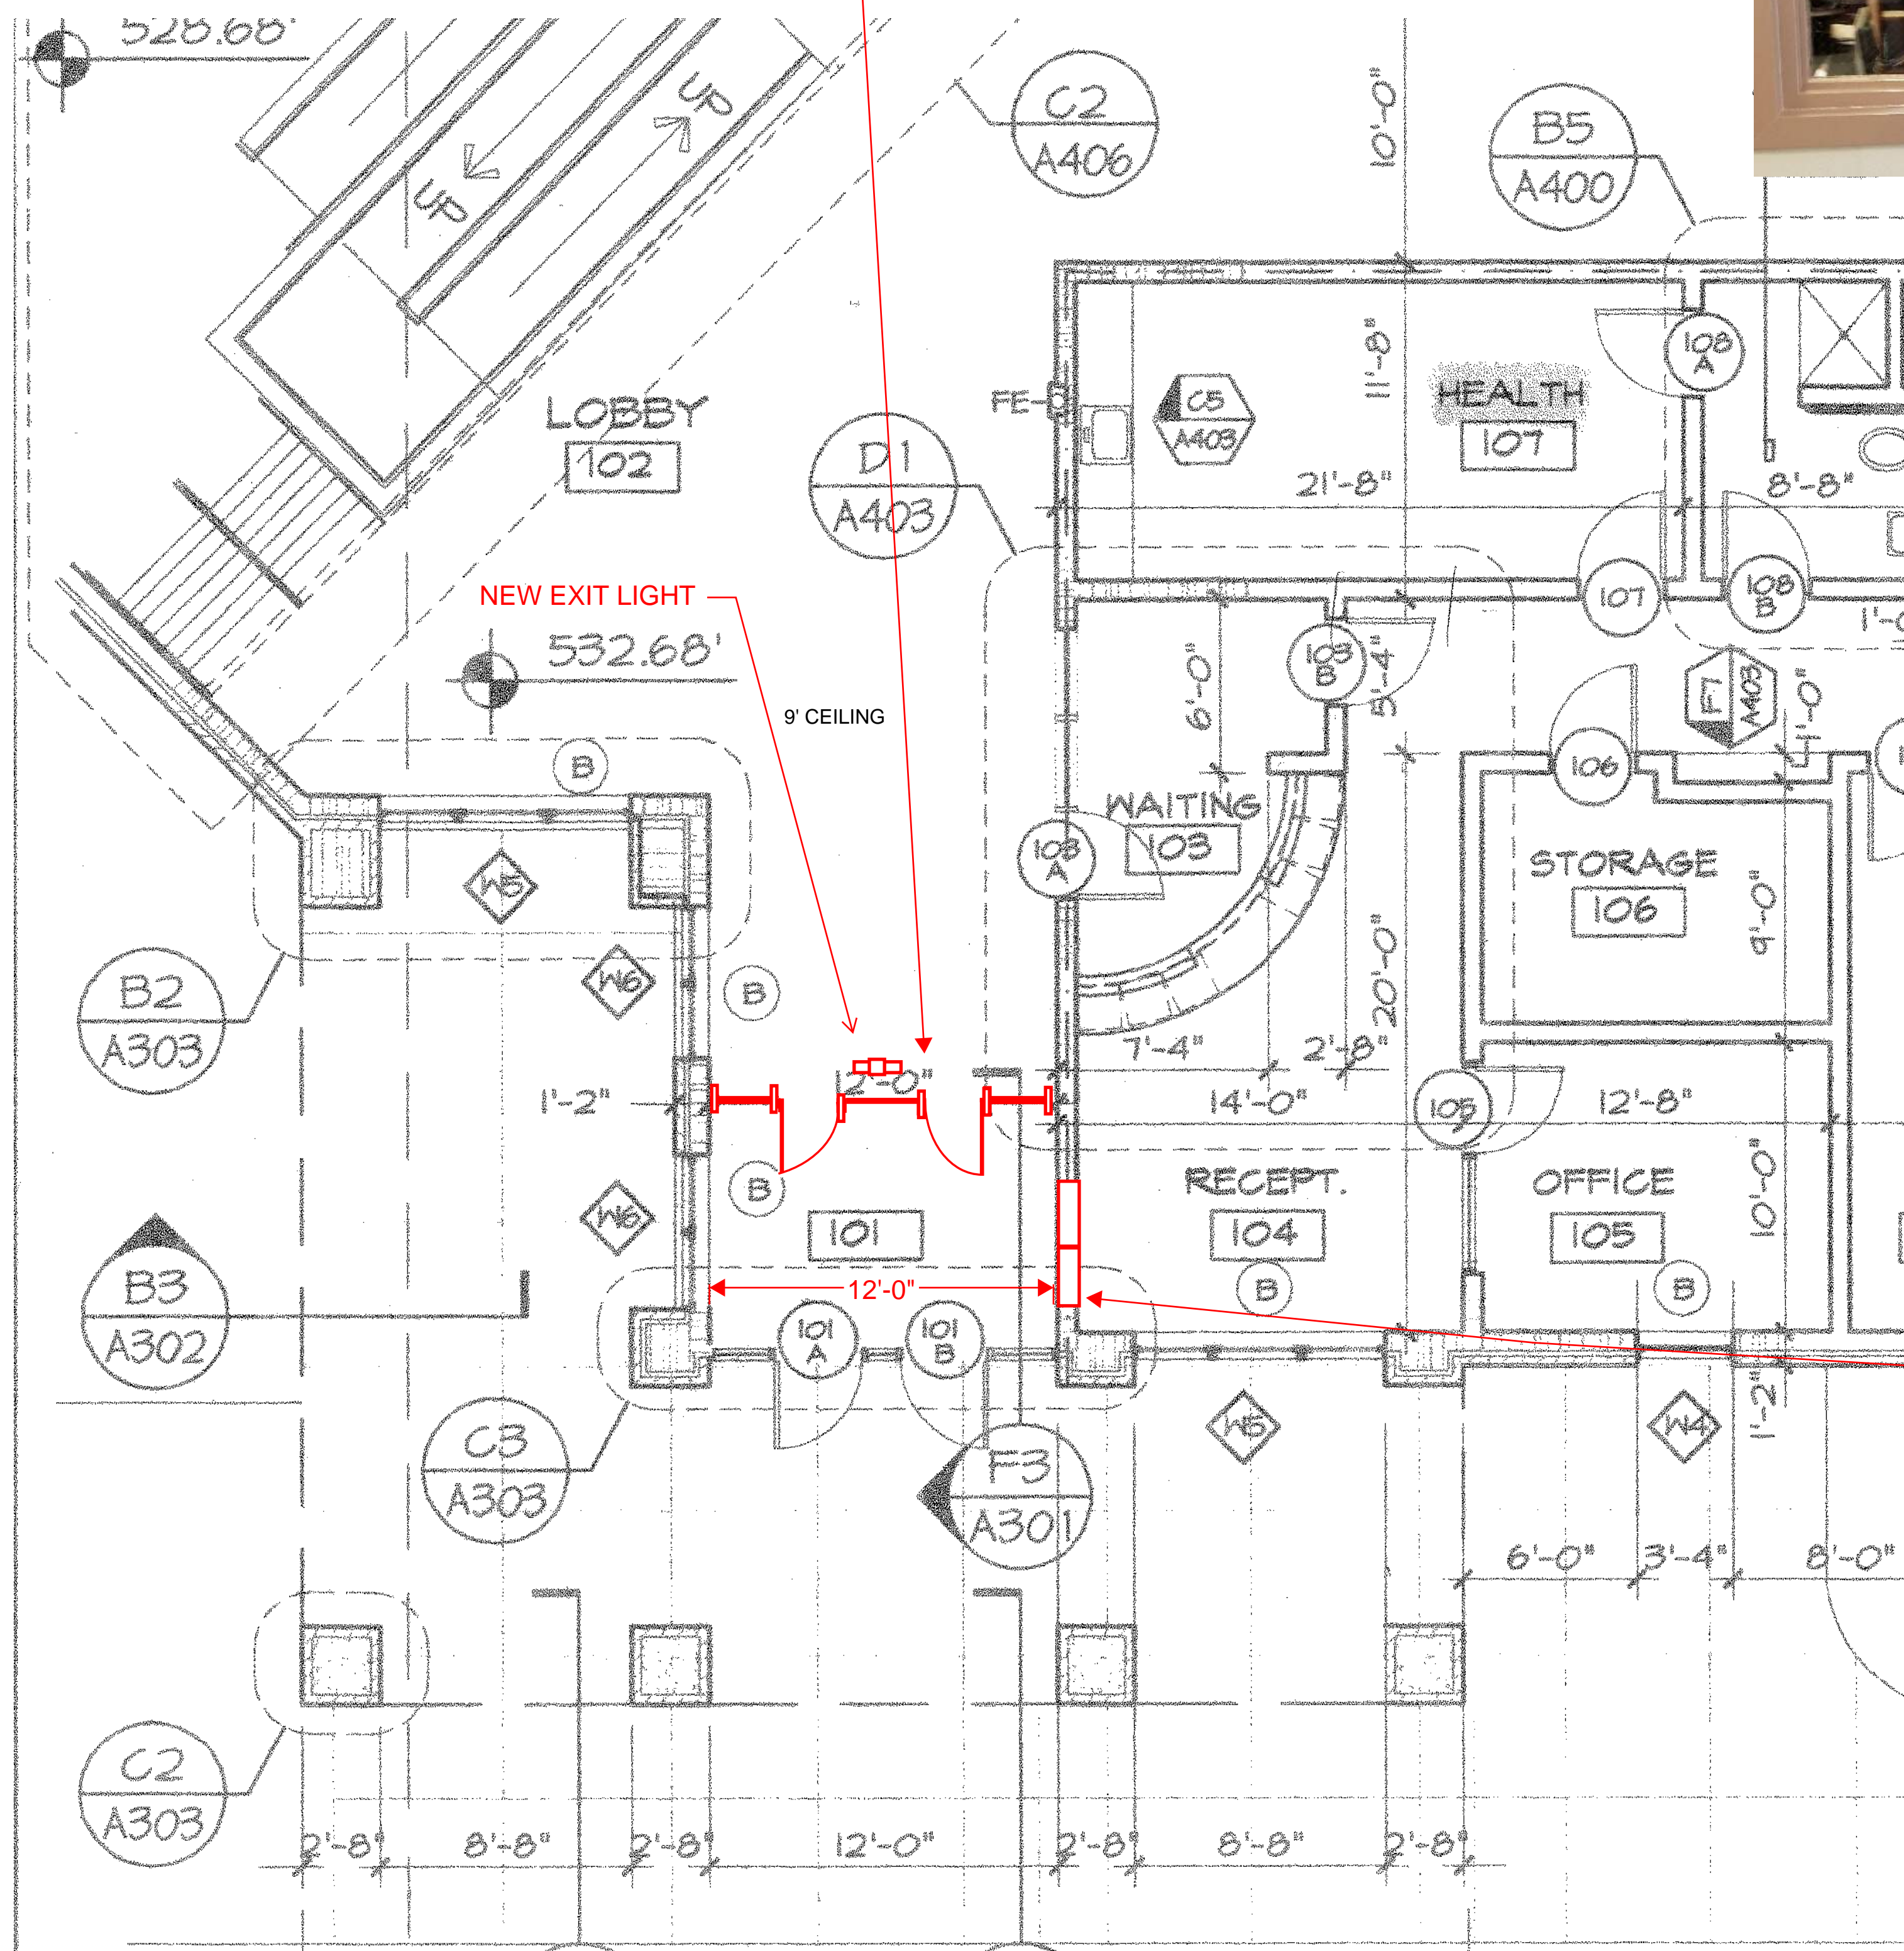 528.68'
UP
UP
C2
A406
10'-0"
B5
A400
LOBBY
102
D1
A403
FE
C5
A403
11'-8"
HEALTH
107
108
A
21'-8"
8'-8"
NEW EXIT LIGHT
532.68'
9' CEILING
107
108
B
6'-0"
103
B
5'-4"
F1
A403
1'-0"
106
B
WAITING
103
103
A
STORAGE
106
9'-0"
W5
W6
B
B2
A303
20'-0"
7'-4"
2'-8"
12'-0"
1'-2"
14'-0"
105
12'-8"
B
W6
RECEPT.
104
OFFICE
105
10'-0"
101
B3
A302
12'-0"
B
B
101
A
101
B
C3
A303
F3
A301
W5
W4
1'-2"
6'-0"
3'-4"
8'-0"
C2
A303
2'-8"
8'-8"
2'-8"
12'-0"
2'-8"
8'-8"
2'-8"